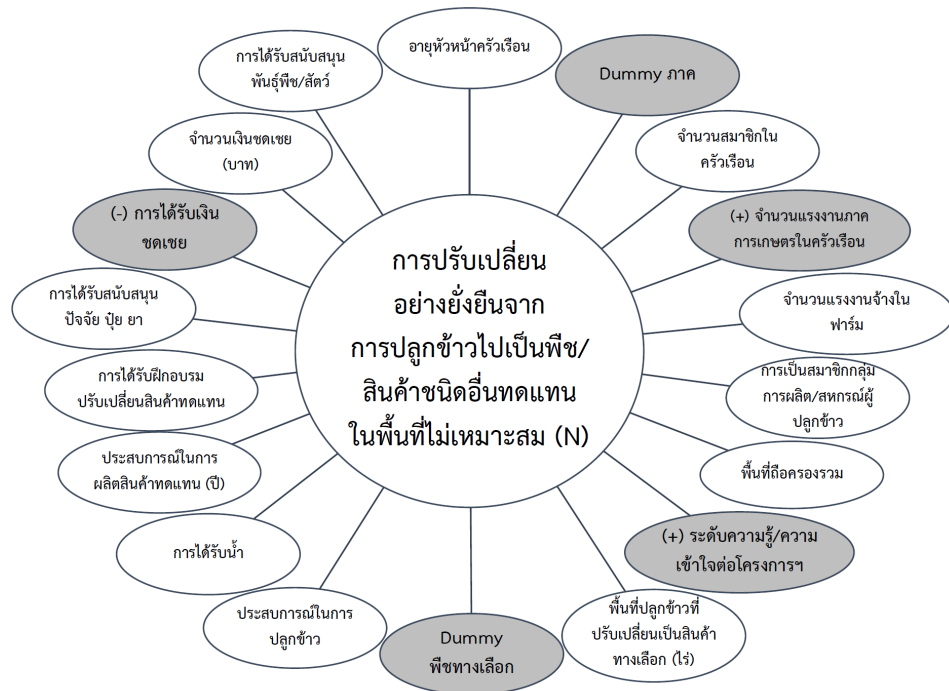 อายุหัวหน้าครัวเรือน
Dummy ภาค
จำนวนสมาชิกใน
ครัวเรือน
(+) จำนวนแรงงานภาค
การเกษตรในครัวเรือน
จำนวนแรงงานจ้างใน
ฟาร์ม
การเป็นสมาชิกกลุ่ม
การผลิต/สหกรณ์ผู้
ปลูกข้าว
พื้นที่ถือครองรวม
(+) ระดับความรู้/ความ
เข้าใจต่อโครงการฯ
พื้นที่ปลูกข้าวที่
ปรับเปลี่ยนเป็นสินค้า
ทางเลือก (ไร่)
Dummy
พืชทางเลือก
ประสบการณ์ในการ
ปลูกข้าว
การได้รับน้ำ
ประสบการณ์ในการ
ผลิตสินค้าทดแทน (ปี)
การได้รับฝึกอบรม
ปรับเปลี่ยนสินค้าทดแทน
การได้รับสนับสนุน
ปัจจัย ปุ๋ย ยา
(-) การได้รับเงิน
ชดเชย
จำนวนเงินชดเชย
(บาท)
การได้รับสนับสนุน
พันธุ์พืช/สัตว์
การปรับเปลี่ยน
อย่างยั่งยืนจาก
การปลูกข้าวไปเป็นพืช/
สินค้าชนิดอื่นทดแทน
ในพื้นที่ไม่เหมาะสม (N)